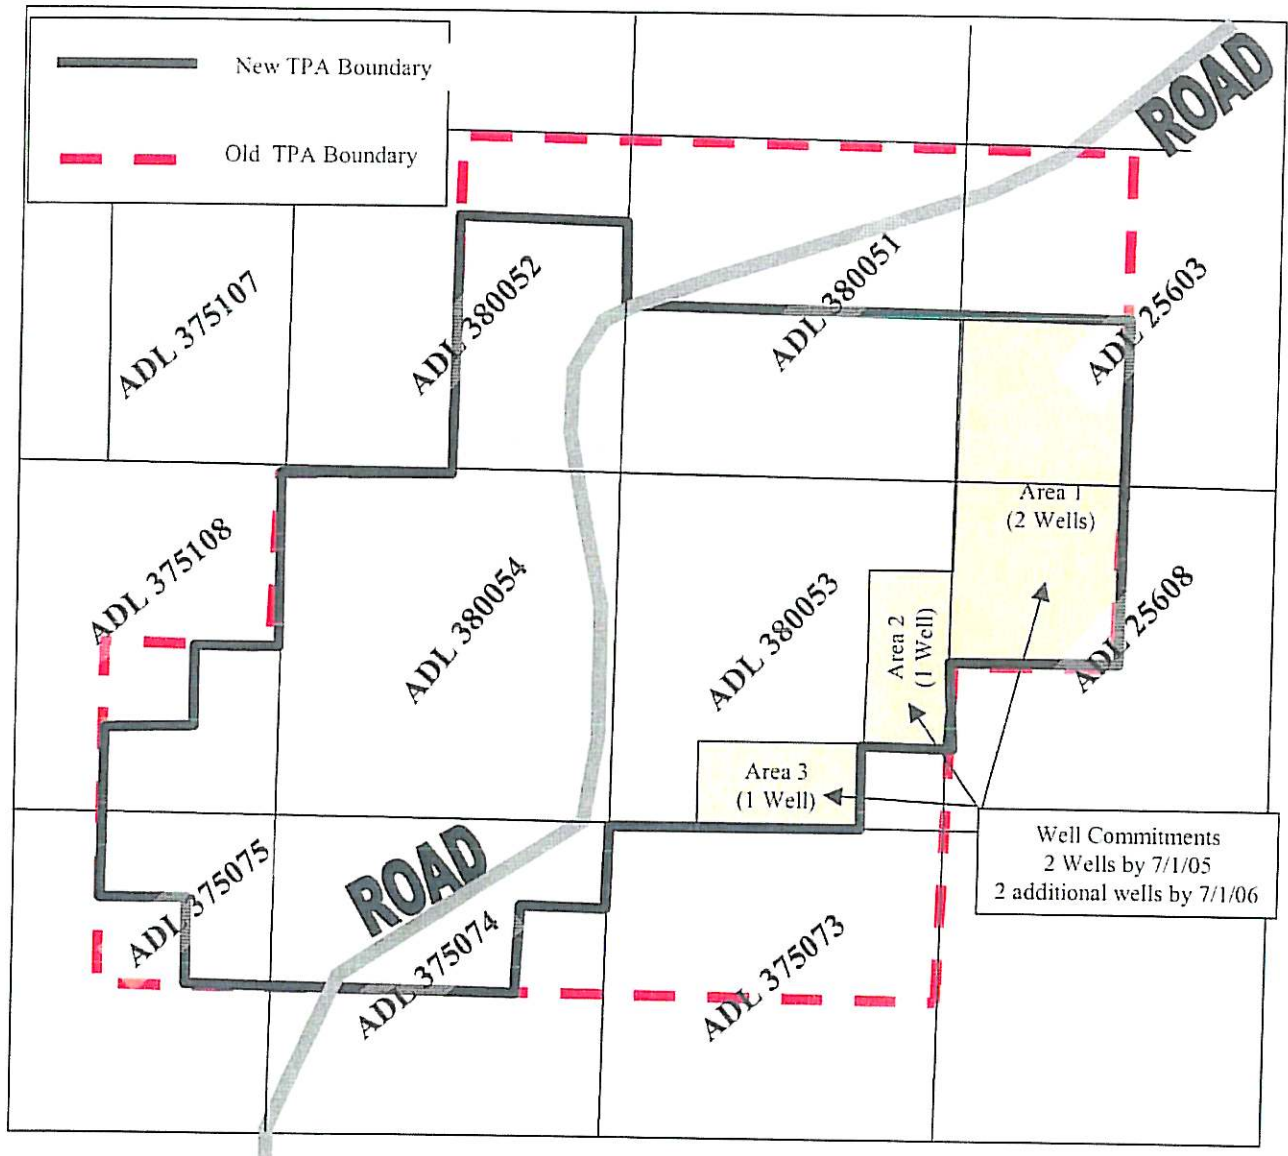 New TPA Boundary
Old TPA Boundary
ROAD
ADL 375107
ADL 380052
ADL 380051
ADL 25603
Area 1
(2 Wells)
ADL 375108
ADL 380054
ADL 380053
Area 2
(1 Well)
ADL 25608
Area 3
(1 Well)
Well Commitments
2 Wells by 7/1/05
2 additional wells by 7/1/06
ADL 375075
ROAD
ADL 375074
ADL 375073